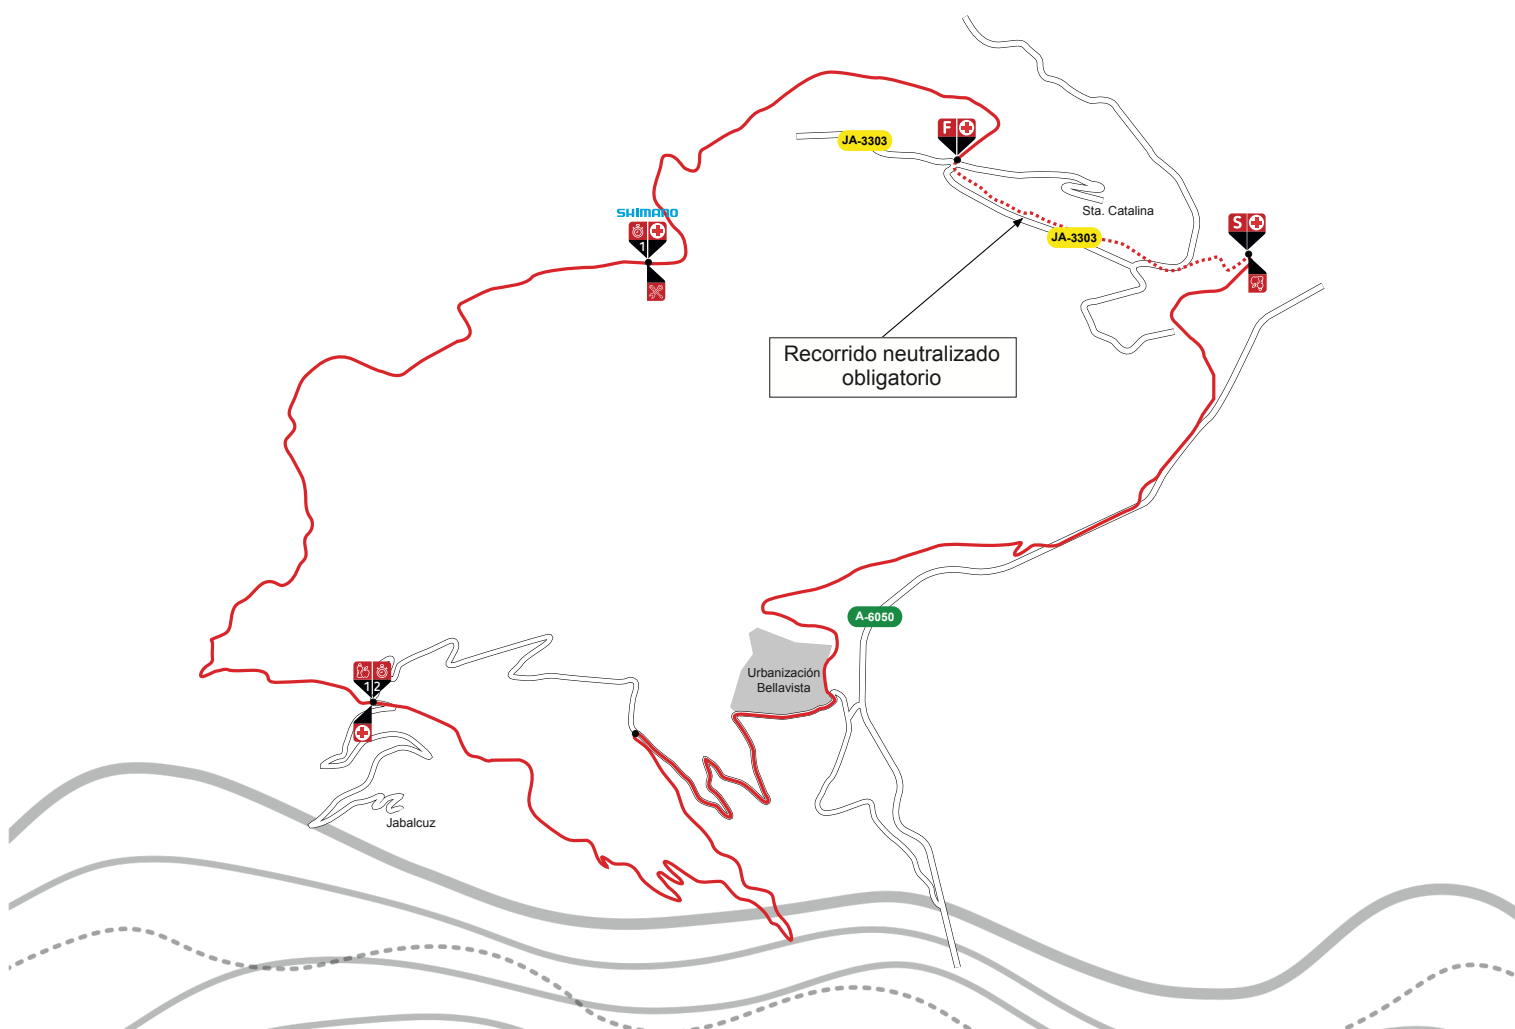 F
JA-3303
Sta. Catalina
SHIMANO
S
1
JA-3303
Recorrido neutralizado
obligatorio
A-6050
Urbanización
Bellavista
1 2
Jabalcuz